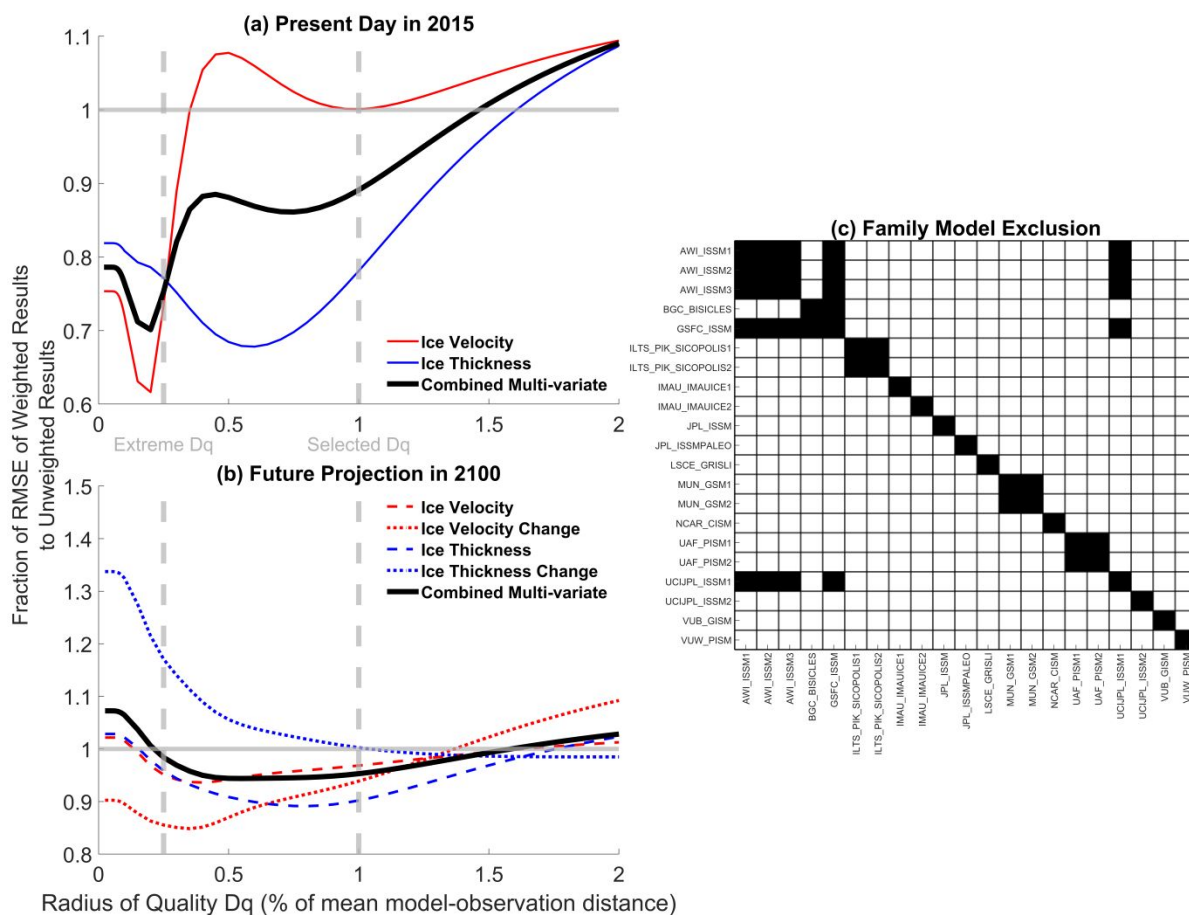 (a) Present Day in 2015
1.1
1
0.9
0.8
0.7
0.6
0
0.5
1
1.5
2
Extreme Dq
Selected Dq
Ice Velocity
Ice Thickness
Combined Multi-variate
Fraction of RMSE of Weighted Results
to Unweighted Results
(b) Future Projection in 2100
1.5
1.4
1.3
1.2
1.1
1
0.9
0.8
0
0.5
1
1.5
2
Ice Velocity
Ice Velocity Change
Ice Thickness
Ice Thickness Change
Combined Multi-variate
Radius of Quality Dq (% of mean model-observation distance)
(c) Family Model Exclusion
AWI_ISSM1
AWI_ISSM2
AWI_ISSM3
BGC_BISICLES
GSFC_ISSM
ILTS_PIK_SICOPOLIS1
ILTS_PIK_SICOPOLIS2
IMAU_IMAUICE1
IMAU_IMAUICE2
JPL_ISSM
JPL_ISSMPALEO
LSCE_GRISLI
MUN_GSM1
MUN_GSM2
NCAR_CISM
UAF_PISM1
UAF_PISM2
UCIJPL_ISSM1
UCIJPL_ISSM2
VUB_GISM
VUW_PISM
AWI_ISSM1
AWI_ISSM2
AWI_ISSM3
BGC_BISICLES
GSFC_ISSM
ILTS_PIK_SICOPOLIS1
ILTS_PIK_SICOPOLIS2
IMAU_IMAUICE1
IMAU_IMAUICE2
JPL_ISSM
JPL_ISSMPALEO
LSCE_GRISLI
MUN_GSM1
MUN_GSM2
NCAR_CISM
UAF_PISM1
UAF_PISM2
UCIJPL_ISSM1
UCIJPL_ISSM2
VUB_GISM
VUW_PISM